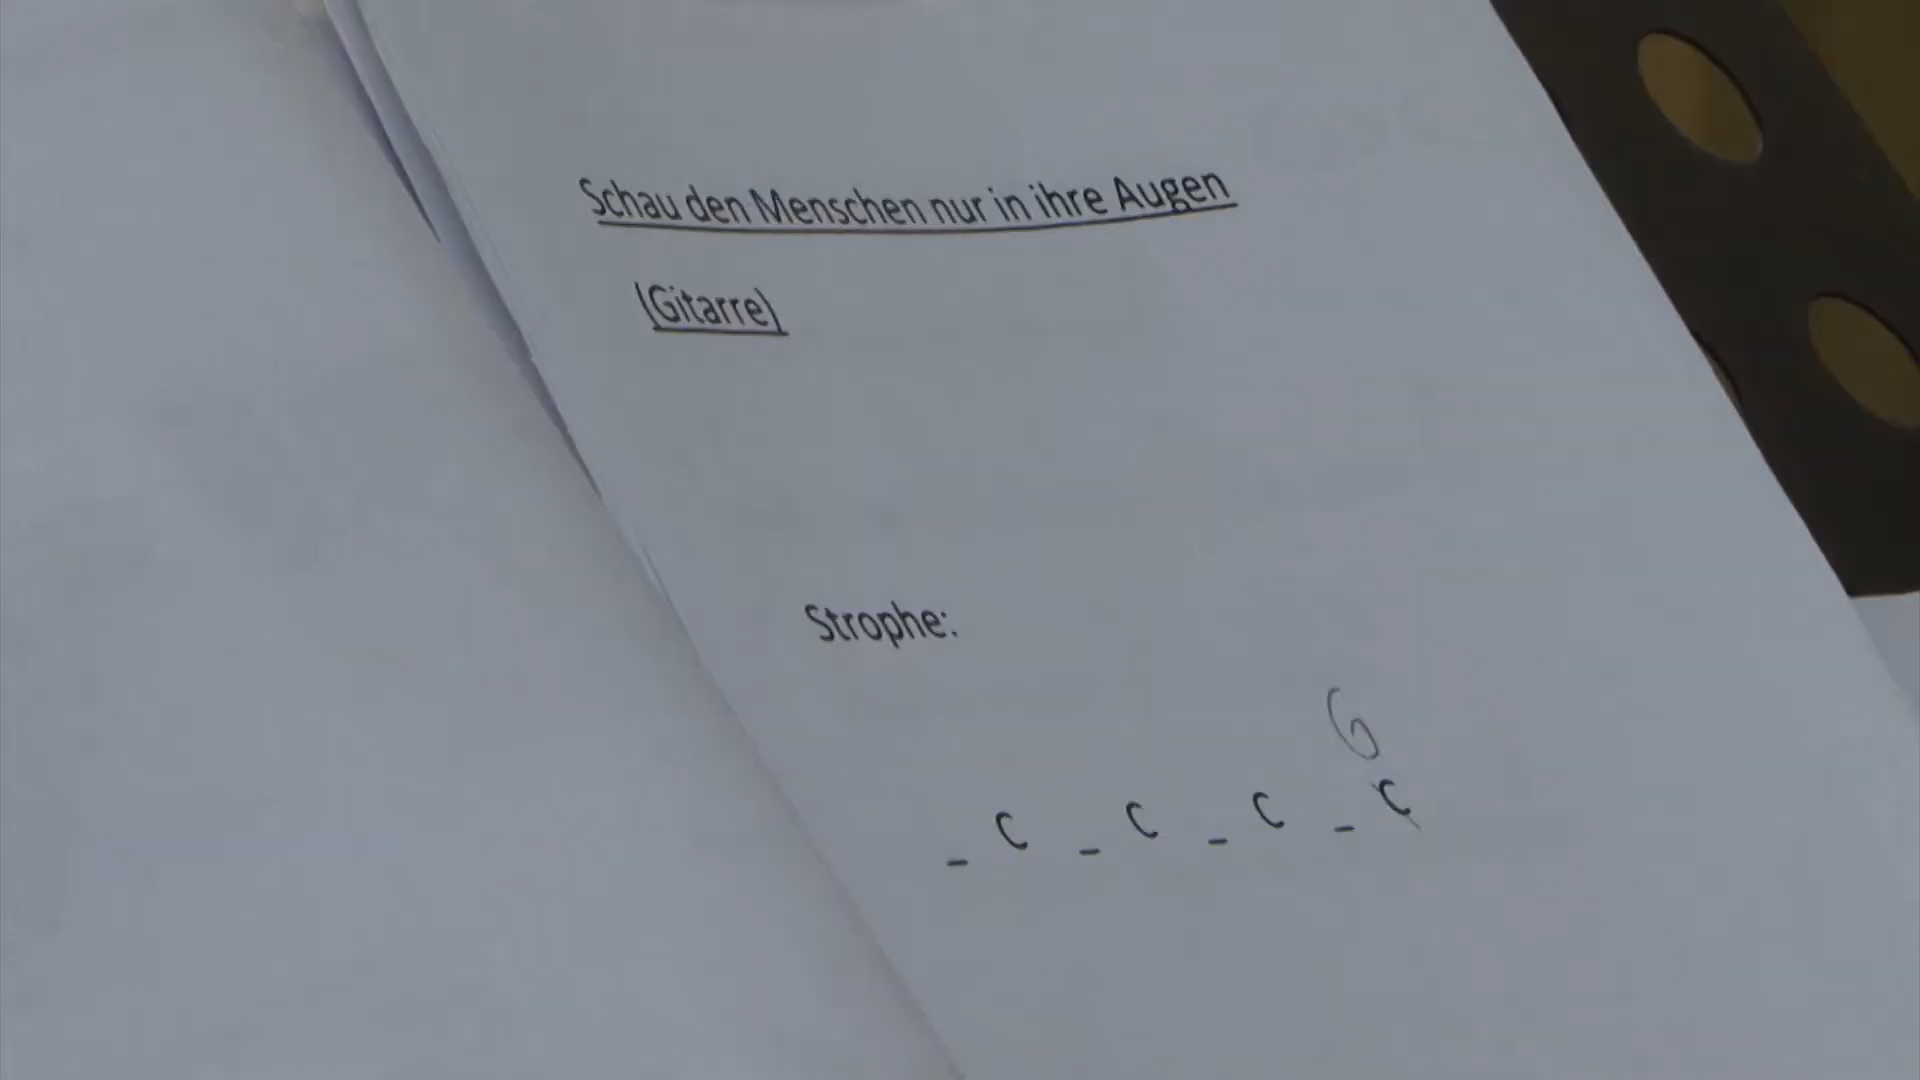 Schau den Menschen nur in ihre Augen
(Gitarre)
Strophe:
G
_ C _ C _ C _ C